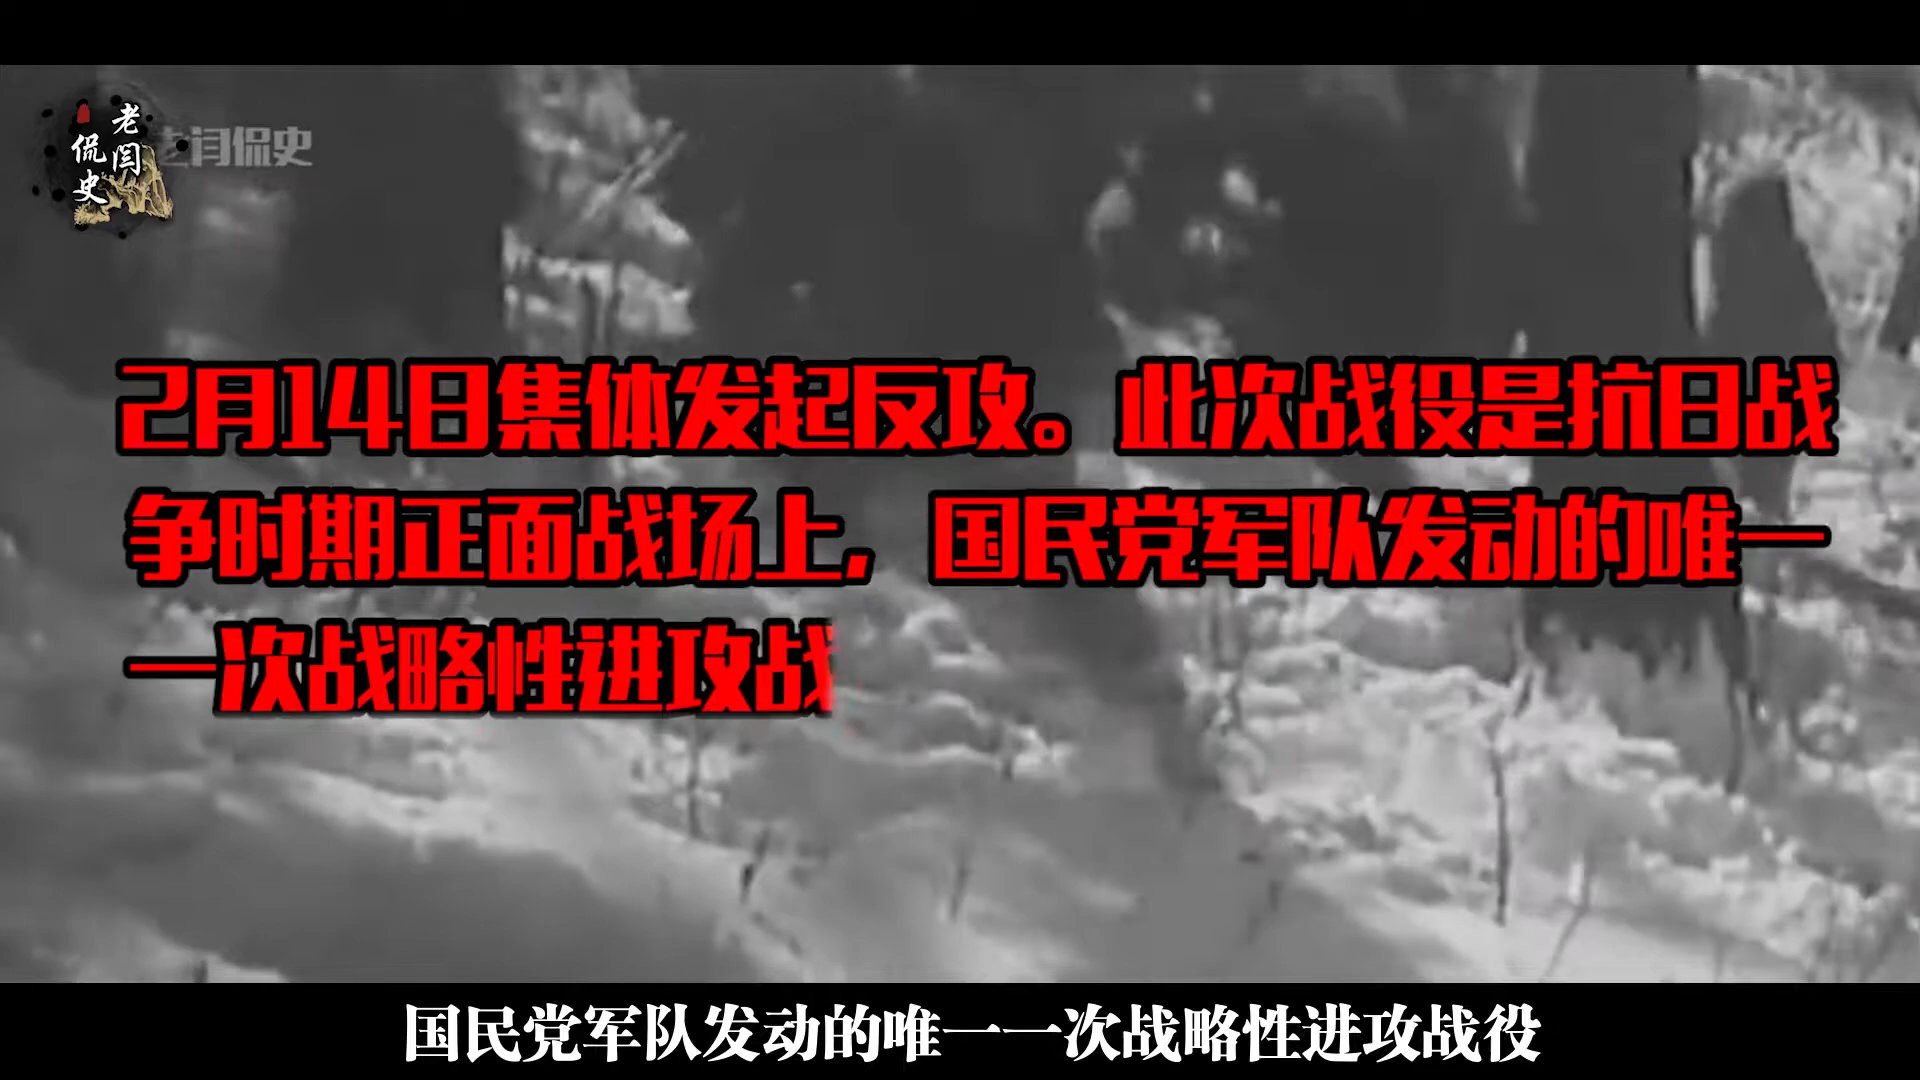 老闫侃史
闫侃史
2月14日集体发起反攻。此次战役是抗日战
争时期正面战场上，国民党军队发动的唯一
一次战略性进攻战
国民党军队发动的唯一一次战略性进攻战役